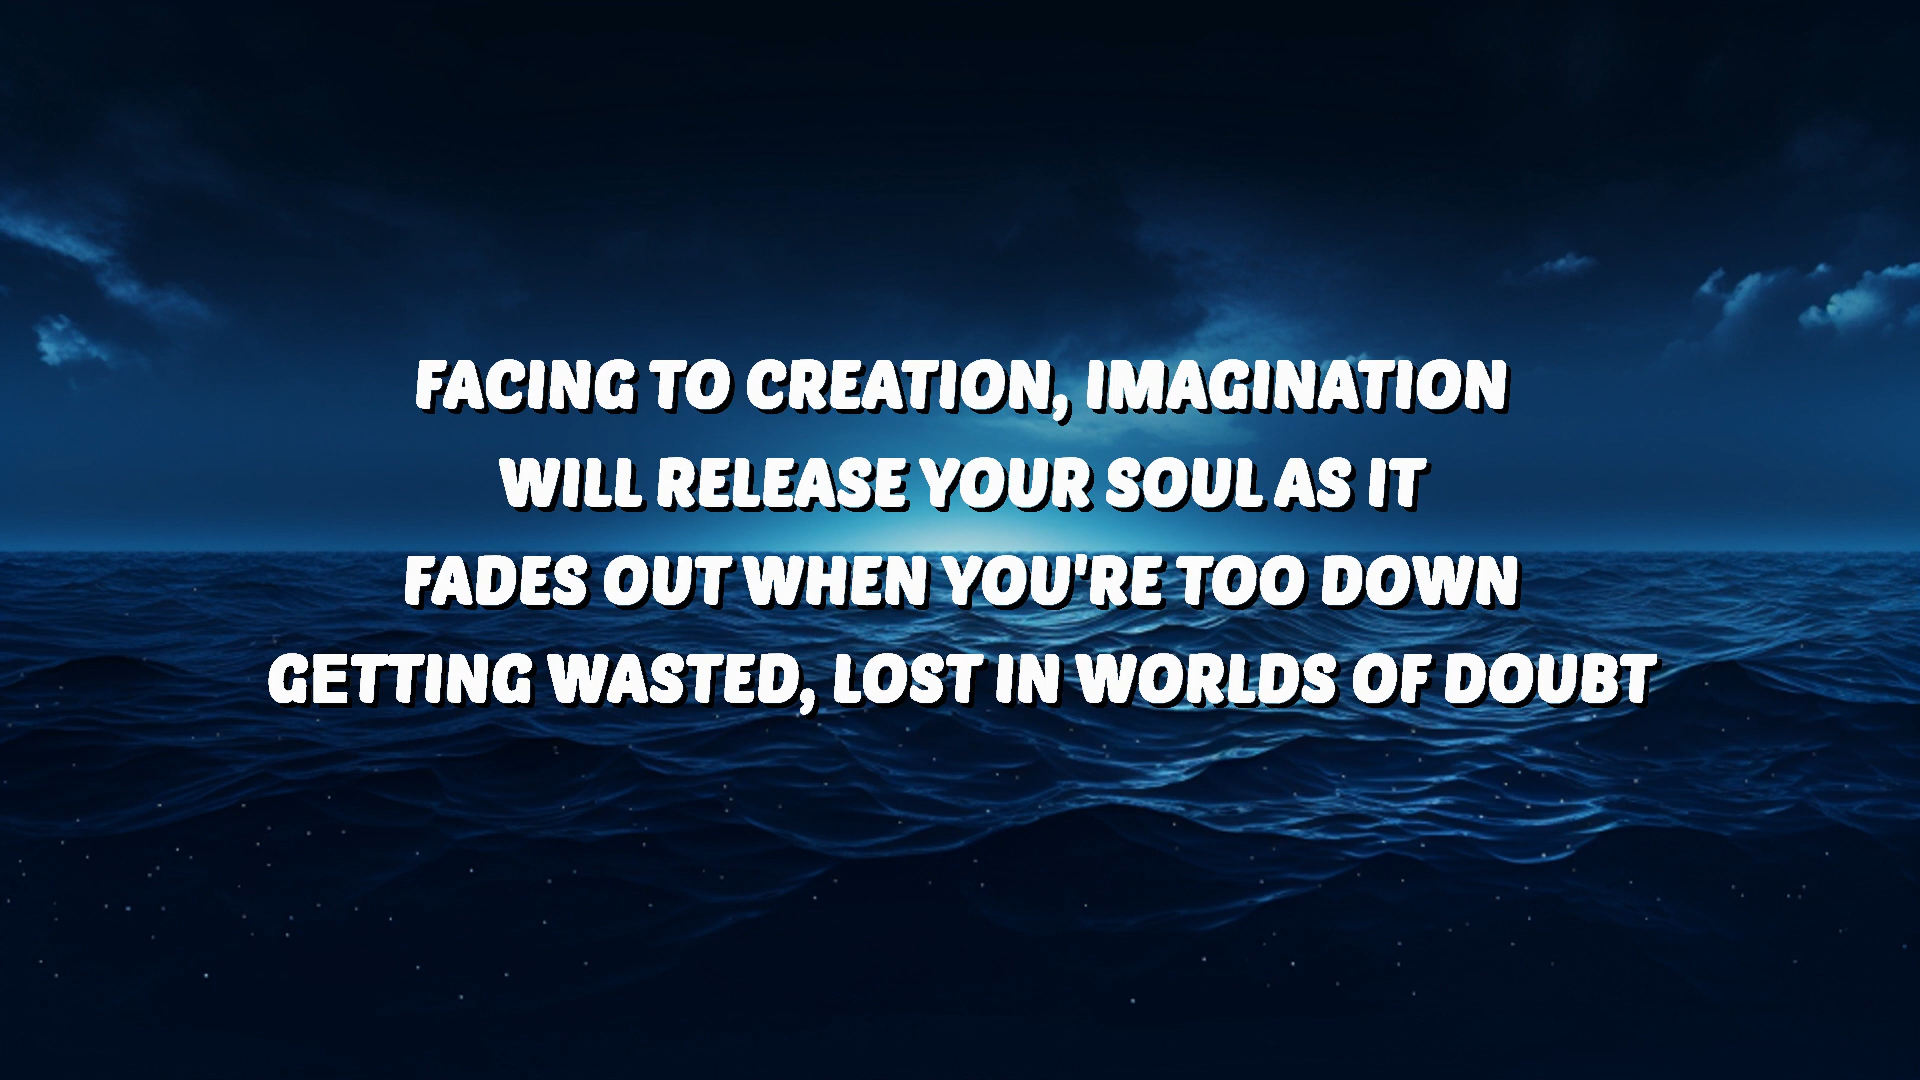 FACING TO CREATION, IMAGINATION
WILL RELEASE YOUR SOUL AS IT
FADES OUT WHEN YOU'RE TOO DOWN
GETTING WASTED, LOST IN WORLDS OF DOUBT